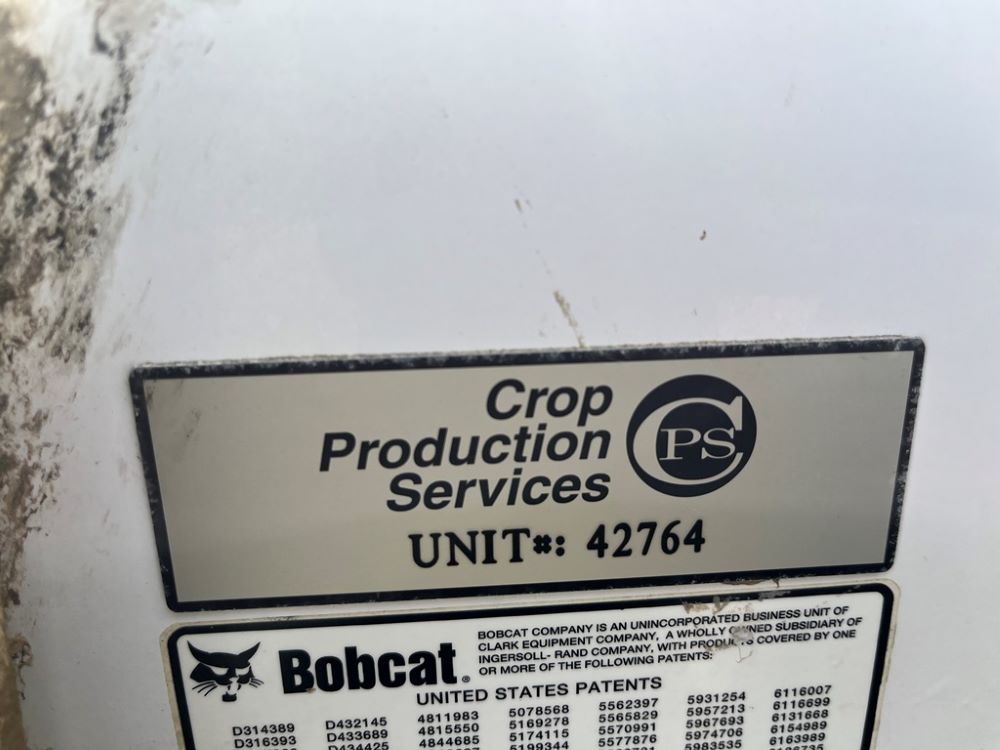 Crop
Production
Services
CPS
UNIT#: 42764
Bobcat®
BOBCAT COMPANY IS AN UNINCORPORATED BUSINESS UNIT OF
CLARK EQUIPMENT COMPANY, A WHOLLY OWNED SUBSIDIARY OF
INGERSOLL- RAND COMPANY, WITH PRODUCTS COVERED BY ONE
OR MORE OF THE FOLLOWING PATENTS:
UNITED STATES PATENTS
D314389 D432145 4811983 5078568 5562397 5931254 6116007
D316393 D433689 4815550 5169278 5565829 5957213 6116699
D434425 4844685 5174115 5570991 5967693 6131668
5199344 5577876 5974706 6154989
5983535 6163989